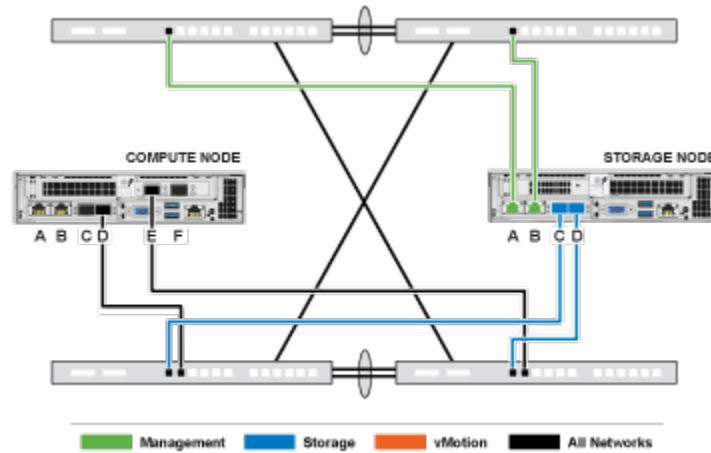 COMPUTE NODE
STORAGE NODE
A B C D E F
A B C D
Management Storage vMotion All Networks